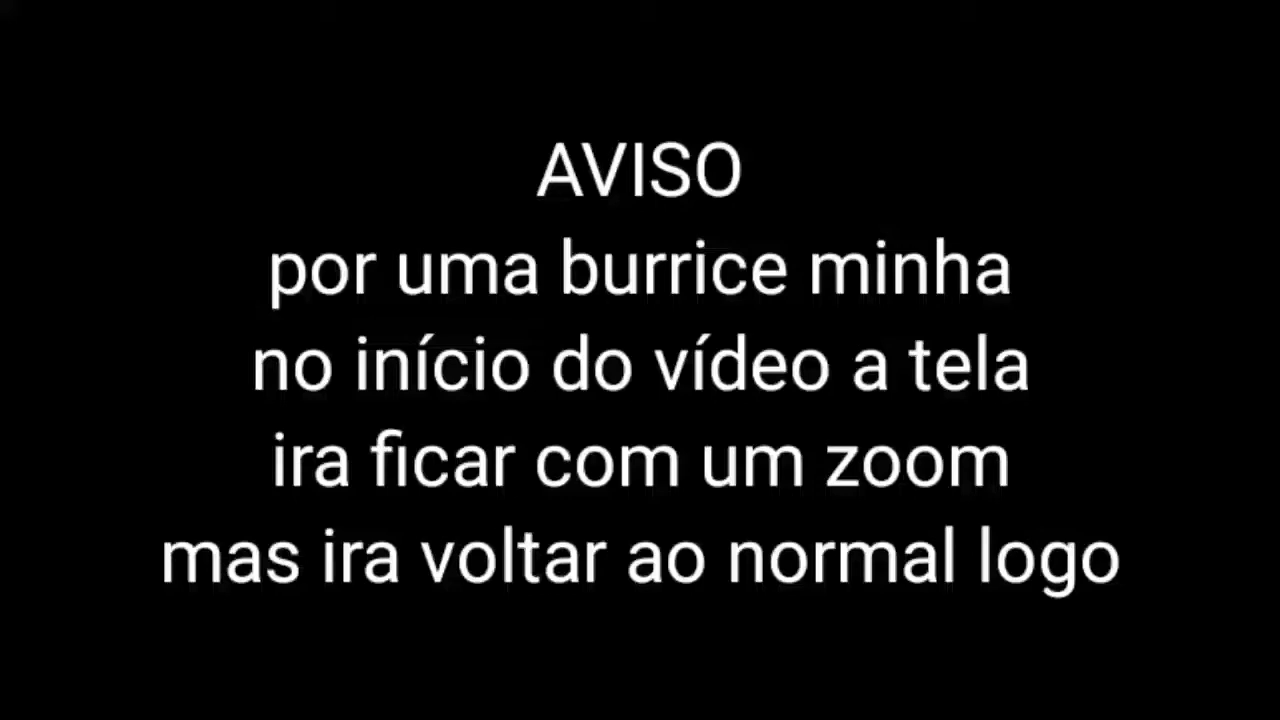 AVISO
por uma burrice minha
no início do vídeo a tela
ira ficar com um zoom
mas ira voltar ao normal logo